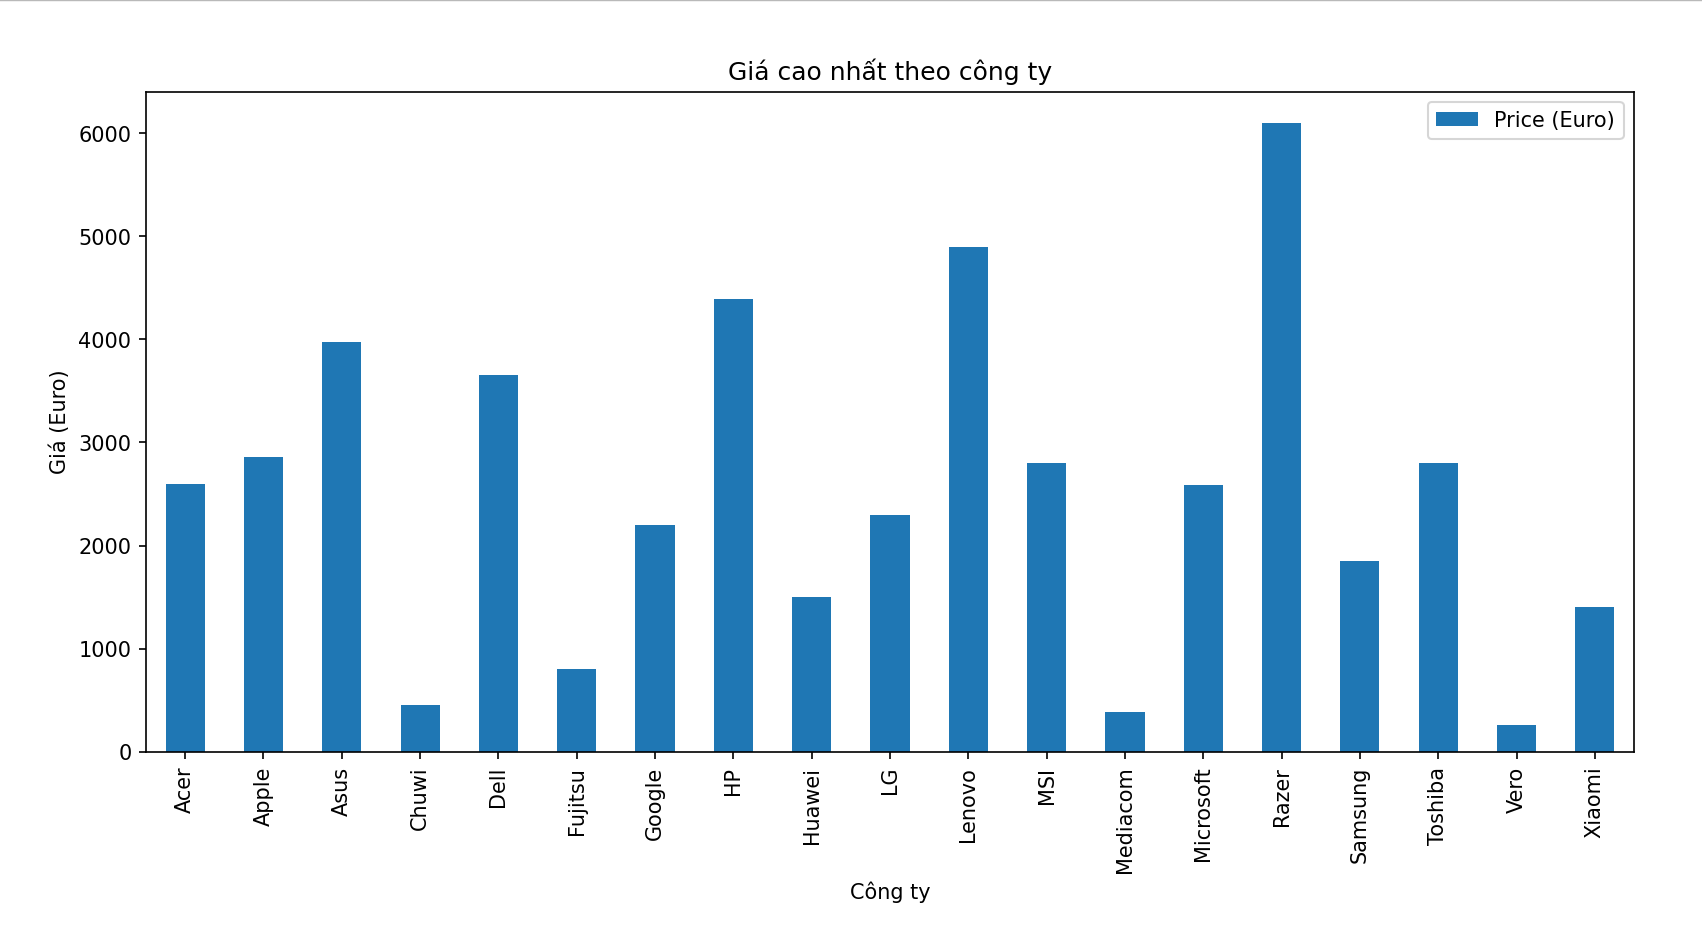 Giá cao nhất theo công ty
Price (Euro)
Giá (Euro)
6000
5000
4000
3000
2000
1000
0
Acer
Apple
Asus
Chuwi
Dell
Fujitsu
Google
HP
Huawei
LG
Lenovo
MSI
Mediacom
Microsoft
Razer
Samsung
Toshiba
Vero
Xiaomi
Công ty